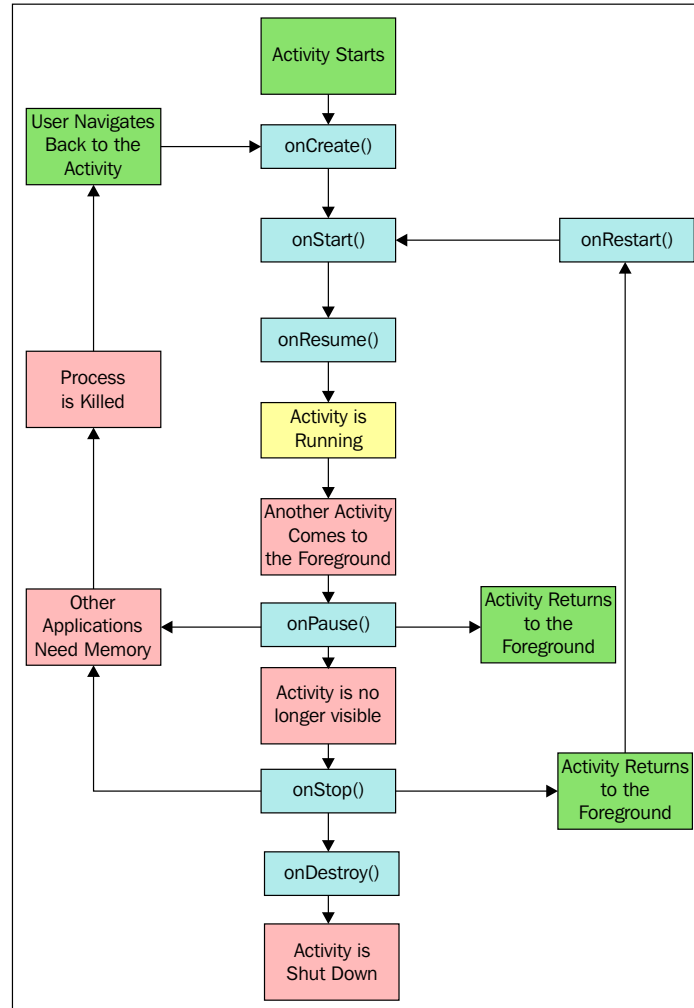 Activity Starts
User Navigates
Back to the
Activity
onCreate()
onStart()
onRestart()
onResume()
Process
is Killed
Activity is
Running
Another Activity
Comes to
the Foreground
Other
Applications
Need Memory
onPause()
Activity Returns
to the
Foreground
Activity is no
longer visible
onStop()
Activity Returns
to the
Foreground
onDestroy()
Activity is
Shut Down